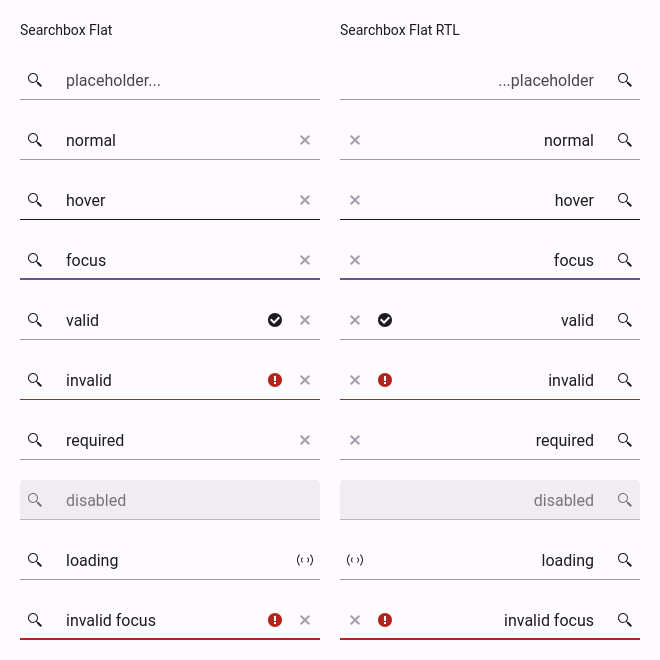 Searchbox Flat
Searchbox Flat RTL
placeholder...
...placeholder
normal
normal
hover
hover
focus
focus
valid
valid
invalid
invalid
required
required
disabled
disabled
loading
loading
invalid focus
invalid focus